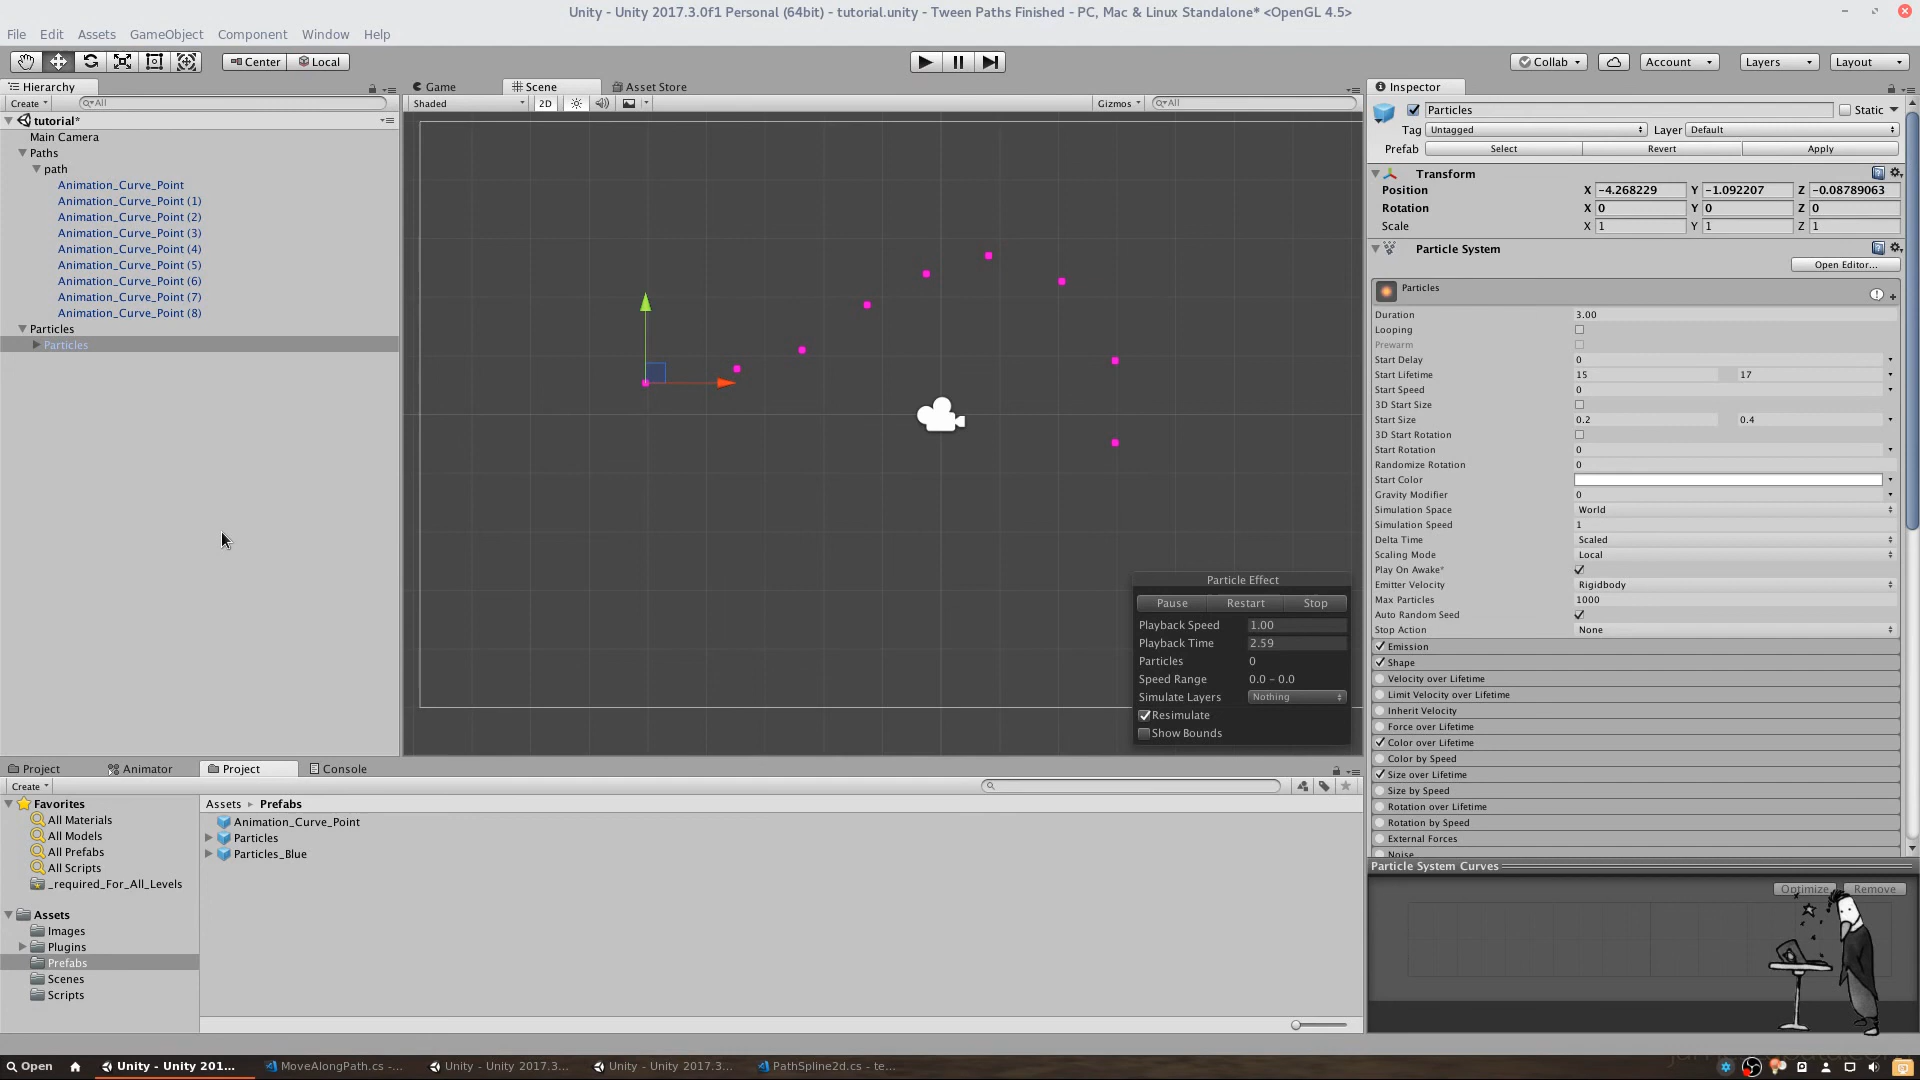 Unity - Unity 2017.3.0f1 Personal (64bit) - tutorial.unity - Tween Paths Finished - PC, Mac & Linux Standalone* <OpenGL 4.5>
File Edit Assets GameObject Component Window Help
Center Local Collab Account Layers Layout
Hierarchy
Create All
tutorial*
Main Camera
Paths
path
Animation_Curve_Point
Animation_Curve_Point (1)
Animation_Curve_Point (2)
Animation_Curve_Point (3)
Animation_Curve_Point (4)
Animation_Curve_Point (5)
Animation_Curve_Point (6)
Animation_Curve_Point (7)
Animation_Curve_Point (8)
Particles
Particles
Game Scene Asset Store
Shaded 2D Gizmos All
Particle Effect
Pause Restart Stop
Playback Speed 1.00
Playback Time 2.59
Particles 0
Speed Range 0.0 - 0.0
Simulate Layers Nothing
Resimulate
Show Bounds
Inspector
Particles Static
Tag Untagged Layer Default
Prefab Select Revert Apply
Transform
Position X -4.268229 Y -1.092207 Z -0.08789063
Rotation X 0 Y 0 Z 0
Scale X 1 Y 1 Z 1
Particle System
Open Editor...
Particles
Duration 3.00
Looping
Prewarm
Start Delay 0
Start Lifetime 15 17
Start Speed 0
3D Start Size
Start Size 0.2 0.4
3D Start Rotation
Start Rotation 0
Randomize Rotation 0
Start Color
Gravity Modifier 0
Simulation Space World
Simulation Speed 1
Delta Time Scaled
Scaling Mode Local
Play On Awake*
Emitter Velocity Rigidbody
Max Particles 1000
Auto Random Seed
Stop Action None
Emission
Shape
Velocity over Lifetime
Limit Velocity over Lifetime
Inherit Velocity
Force over Lifetime
Color over Lifetime
Color by Speed
Size over Lifetime
Size by Speed
Rotation over Lifetime
Rotation by Speed
External Forces
Noise
Particle System Curves
Optimize Remove
Project Animator Project Console
Create
Favorites
All Materials
All Models
All Prefabs
All Scripts
_required_For_All_Levels
Assets
Images
Plugins
Prefabs
Scenes
Scripts
Assets Prefabs
Animation_Curve_Point
Particles
Particles_Blue
Open Unity - Unity 201... MoveAlongPath.cs -... Unity - Unity 2017.3... Unity - Unity 2017.3... PathSpline2d.cs - te...